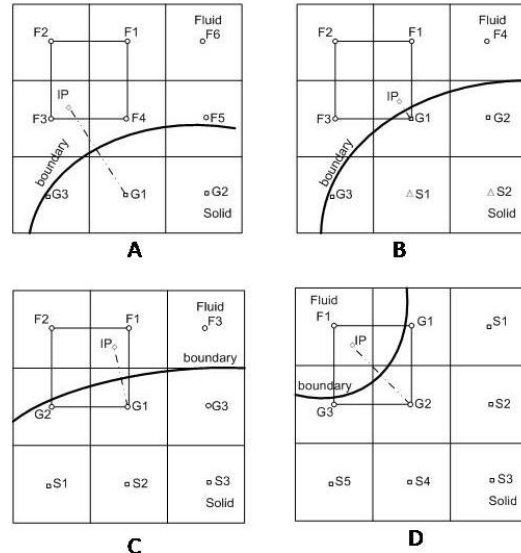 F2 F1 Fluid
F6
IP
F3 F4 F5
boundary
G3 G1 G2
Solid
A
F2 F1 Fluid
F4
IP
F3 G1 G2
boundary
G3 S1 S2
Solid
B
F2 F1 Fluid
F3
IP
boundary
G2 G1 G3
S1 S2 S3
Solid
C
Fluid
F1 G1 S1
IP
boundary
G3 G2 S2
S5 S4 S3
Solid
D